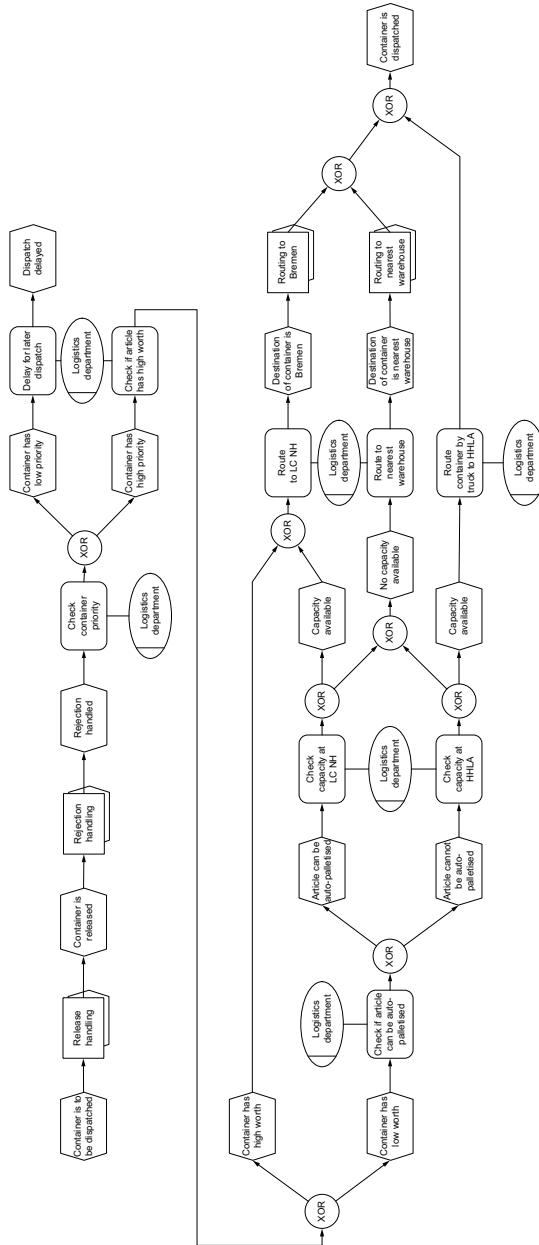 Container is to
be dispatched
Release
handling
Container is
released
Rejection
handling
Rejection
handled
Check
container
priority
Logistics
department
XOR
Container has
low priority
Delay for later
dispatch
Dispatch
delayed
Logistics
department
Container has
high priority
Check if article
has high worth
XOR
Container has
high worth
Container has
low worth
Logistics
department
Check if article
can be auto-
palletised
XOR
Article can be
auto-palletised
Article cannot
be auto-
palletised
Check
capacity at
LC NH
Logistics
department
Check
capacity at
HHLA
XOR
XOR
Capacity
available
XOR
No capacity
available
Capacity
available
XOR
Route
to LC NH
Logistics
department
Route to
nearest
warehouse
Route
container by
truck to HHLA
Logistics
department
Destination
of container is
Bremen
Destination
of container
is nearest
warehouse
Routing to
Bremen
Routing to
nearest
warehouse
XOR
XOR
Container is
dispatched